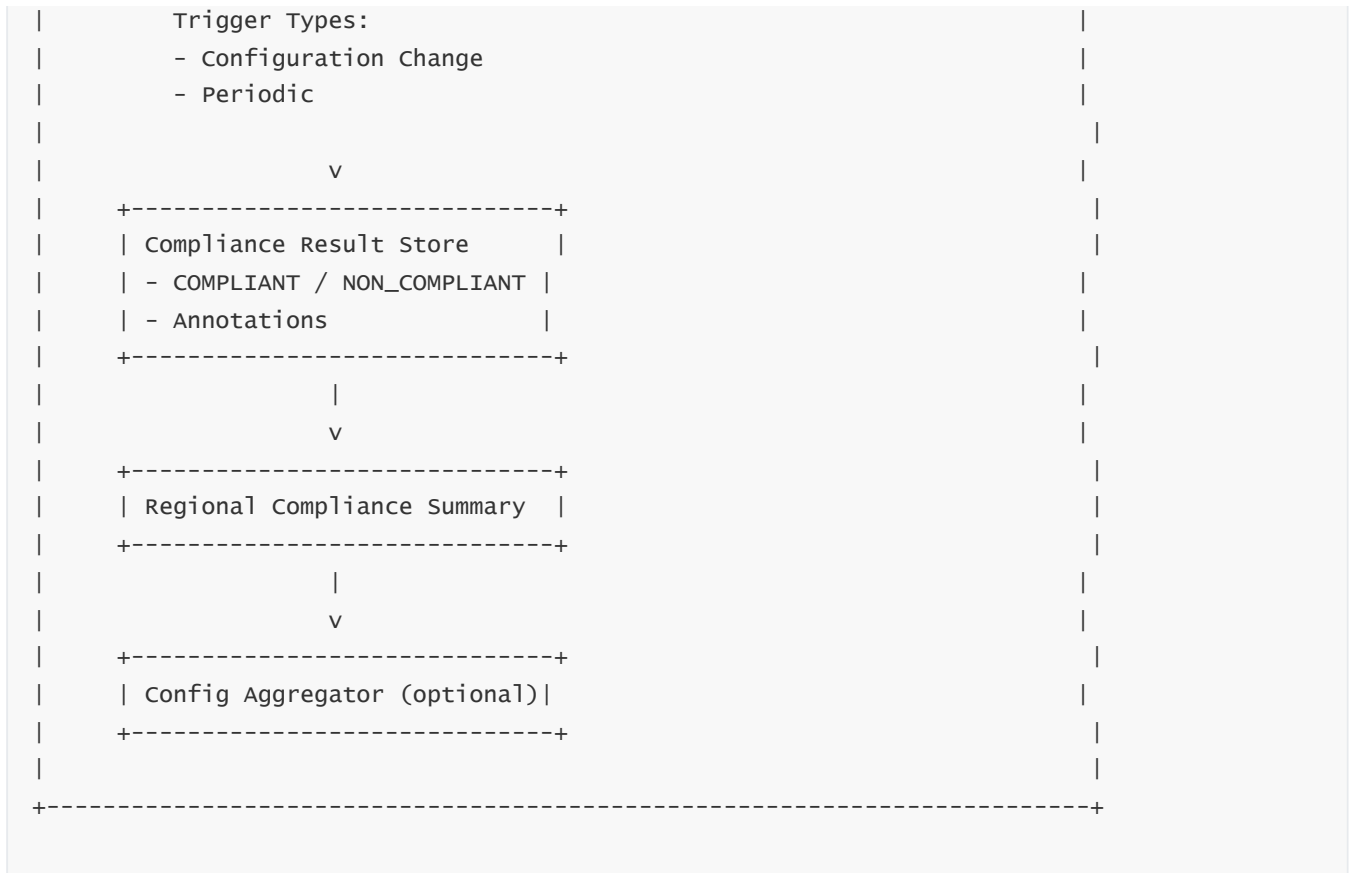 |         Trigger Types:                                                  |
|         - Configuration Change                                          |
|         - Periodic                                                      |
|                                                                          |
|                    v                                                    |
|     +------------------------------+                                     |
|     | Compliance Result Store      |                                     |
|     | - COMPLIANT / NON_COMPLIANT |                                     |
|     | - Annotations               |                                     |
|     +------------------------------+                                     |
|                    |                                                    |
|                    v                                                    |
|     +------------------------------+                                     |
|     | Regional Compliance Summary  |                                     |
|     +------------------------------+                                     |
|                    |                                                    |
|                    v                                                    |
|     +------------------------------+                                     |
|     | Config Aggregator (optional)|                                     |
|     +------------------------------+                                     |
|                                                                          |
+--------------------------------------------------------------------------+